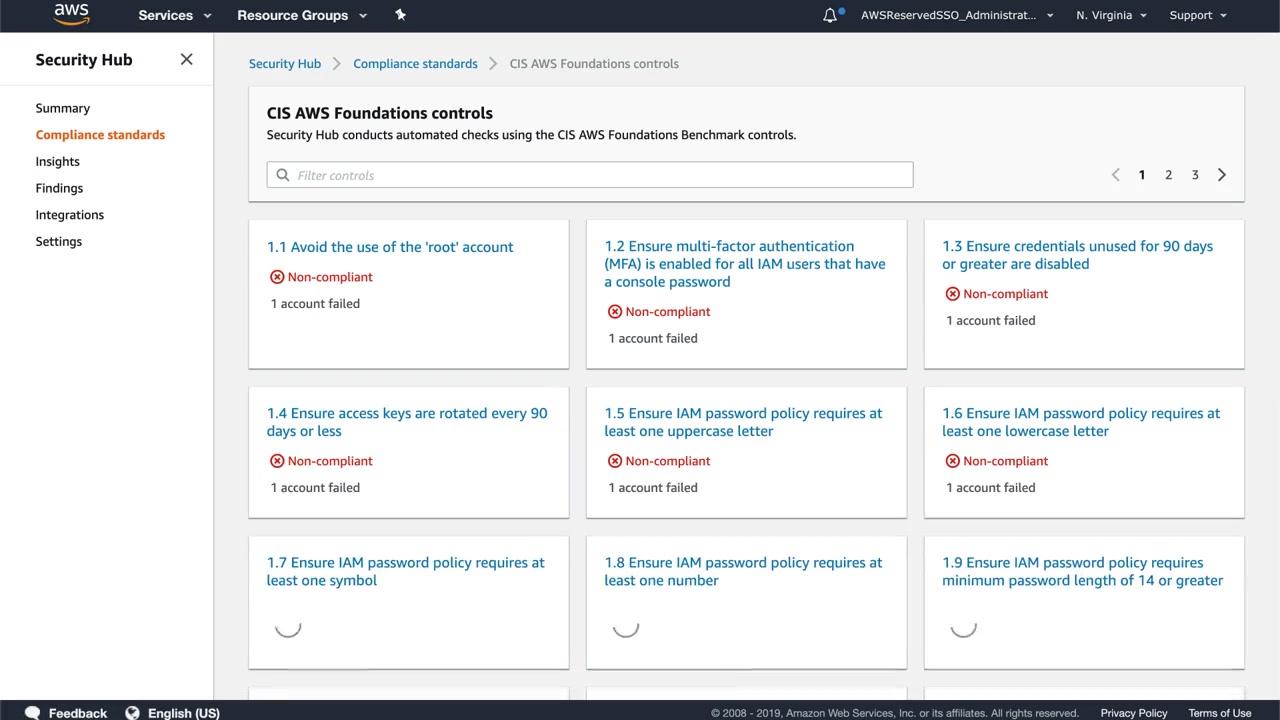 aws
Services
Resource Groups
AWSReservedSSO_Administrat...
N. Virginia
Support
Security Hub
Summary
Compliance standards
Insights
Findings
Integrations
Settings
Security Hub
Compliance standards
CIS AWS Foundations controls
CIS AWS Foundations controls
Security Hub conducts automated checks using the CIS AWS Foundations Benchmark controls.
Filter controls
1 2 3
1.1 Avoid the use of the 'root' account
Non-compliant
1 account failed
1.2 Ensure multi-factor authentication
(MFA) is enabled for all IAM users that have
a console password
Non-compliant
1 account failed
1.3 Ensure credentials unused for 90 days
or greater are disabled
Non-compliant
1 account failed
1.4 Ensure access keys are rotated every 90
days or less
Non-compliant
1 account failed
1.5 Ensure IAM password policy requires at
least one uppercase letter
Non-compliant
1 account failed
1.6 Ensure IAM password policy requires at
least one lowercase letter
Non-compliant
1 account failed
1.7 Ensure IAM password policy requires at
least one symbol
1.8 Ensure IAM password policy requires at
least one number
1.9 Ensure IAM password policy requires
minimum password length of 14 or greater
Feedback
English (US)
© 2008 - 2019, Amazon Web Services, Inc. or its affiliates. All rights reserved.
Privacy Policy
Terms of Use